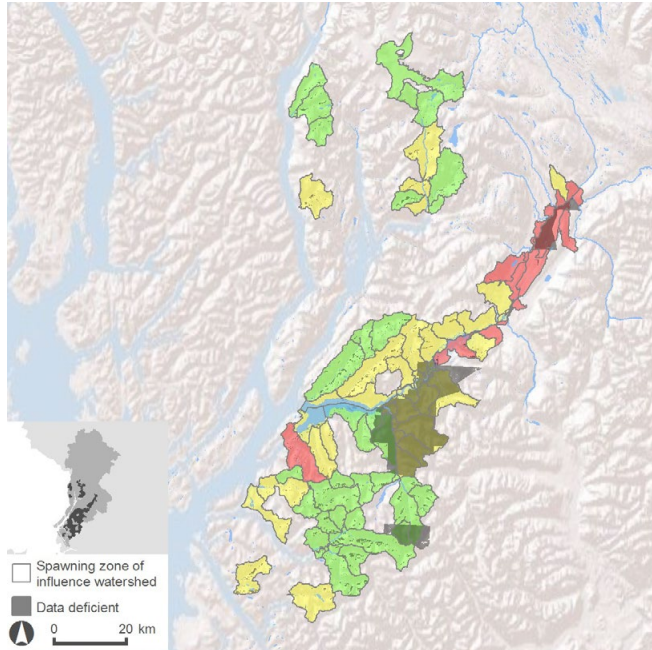 Spawning zone of
influence watershed
Data deficient
0 20 km